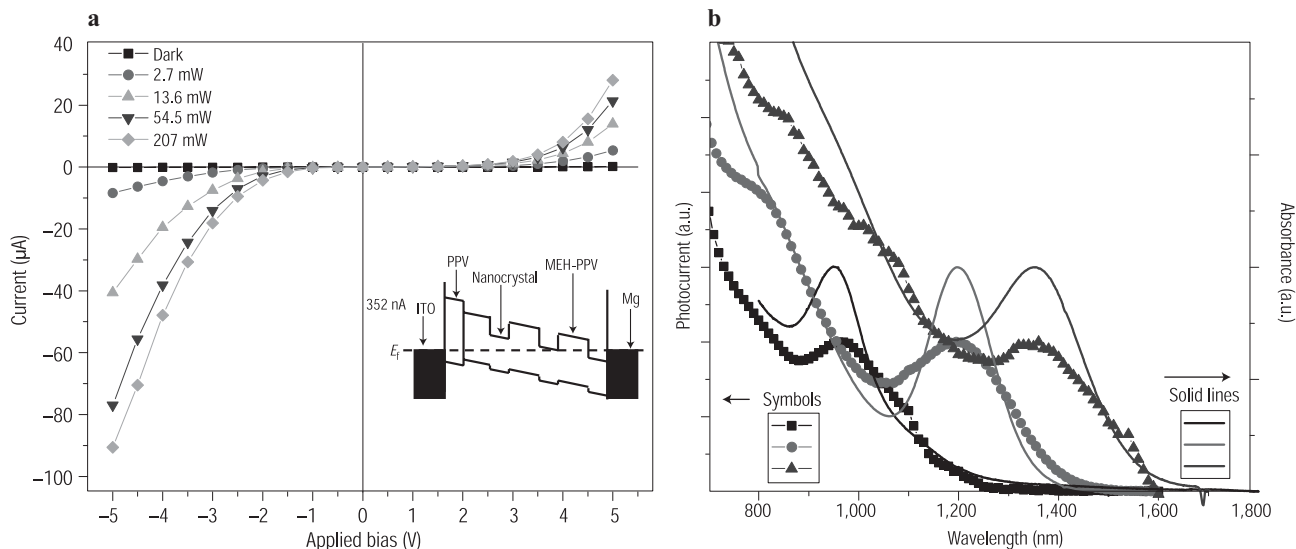 a
40
20
0
−20
−40
−60
−80
−100
Current (µA)
Dark
2.7 mW
13.6 mW
54.5 mW
207 mW
−5 −4 −3 −2 −1 0 1 2 3 4 5
Applied bias (V)
352 nA
ITO
PPV
Nanocrystal
MEH-PPV
Mg
Ef
b
Photocurrent (a.u.)
Symbols
Solid lines
Absorbance (a.u.)
800 1,000 1,200 1,400 1,600 1,800
Wavelength (nm)